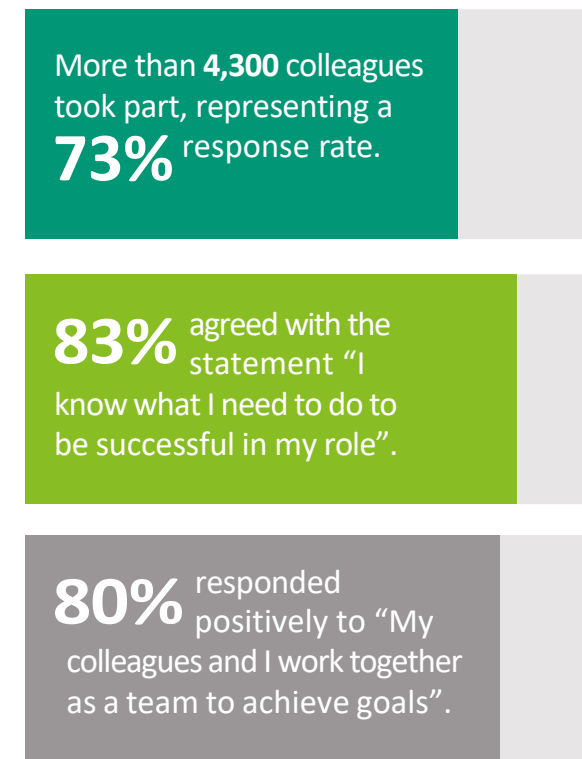 More than 4,300 colleagues
took part, representing a
73% response rate.
83% agreed with the
statement “I
know what I need to do to
be successful in my role”.
80% responded
positively to “My
colleagues and I work together
as a team to achieve goals”.